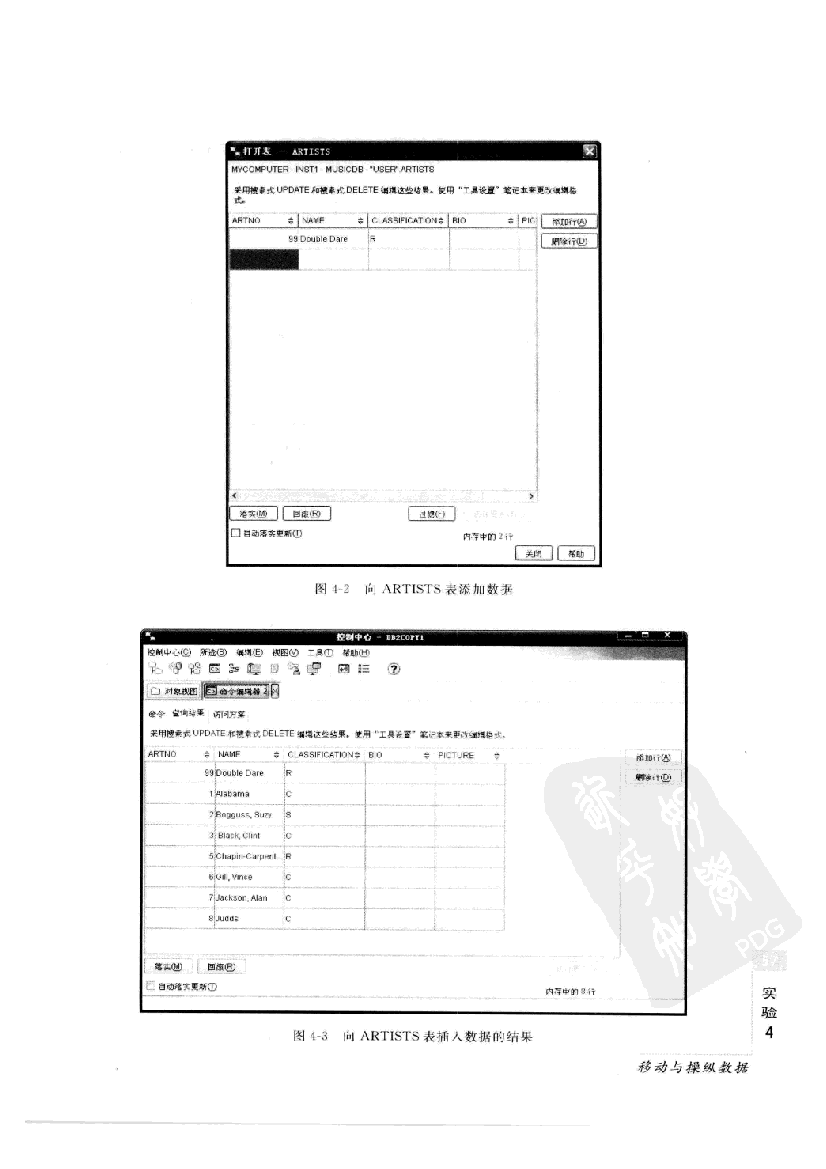 打开表 - ARTISTS
MYCOMPUTER - INST1 - MUSICDB - "USER".ARTISTS
采用搜索式 UPDATE 和搜索式 DELETE 编辑这些结果。使用“工具设置”笔记本来更改编辑格
式。
ARTNO NAME CLASSIFICATION BIO PIC 添加行(A)
99 Double Dare R 删除行(D)
落实(M) 回滚(R) 过滤(F)
自动落实更新(T) 内存中的 2 行
关闭 帮助
图 4-2 向 ARTISTS 表添加数据
控制中心 - DB2COPY1
控制中心(C) 所选(S) 编辑(E) 视图(V) 工具(T) 帮助(H)
对象视图 命令编辑器 2
命令 查询结果 访问方案
采用搜索式 UPDATE 和搜索式 DELETE 编辑这些结果。使用“工具设置”笔记本来更改编辑格式。
ARTNO NAME CLASSIFICATION BIO PICTURE 添加行(A)
99 Double Dare R 删除行(D)
1 Alabama C
2 Bogguss, Suzy S
3 Black, Clint C
5 Chapin-Carpent... R
6 Gill, Vince C
7 Jackson, Alan C
8 Judds C
落实(M) 回滚(R)
自动落实更新(T) 内存中的 8 行
图 4-3 向 ARTISTS 表插入数据的结果
PDG
实
验
4
移动与操纵数据